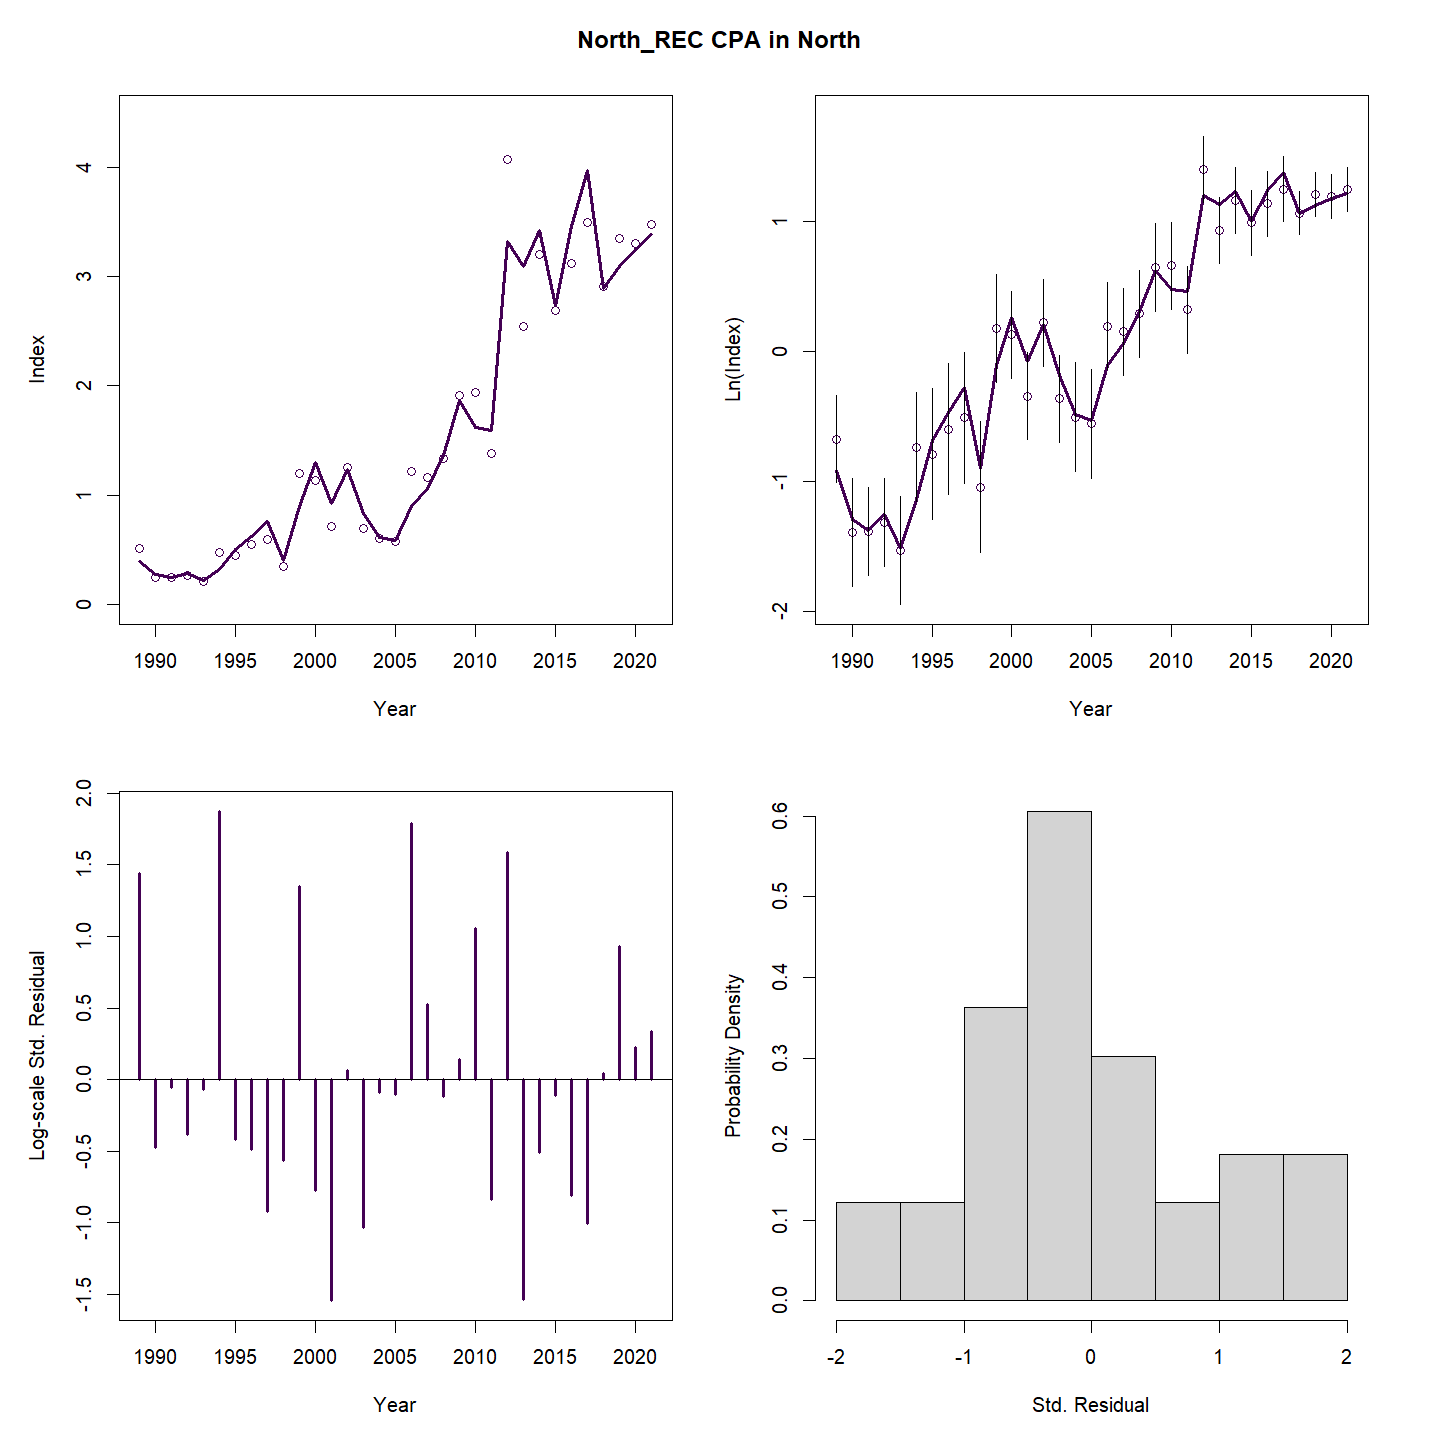 North_REC CPA in North
Index
4
3
2
1
0
1990 1995 2000 2005 2010 2015 2020
Year
Ln(Index)
1
0
-1
-2
1990 1995 2000 2005 2010 2015 2020
Year
Log-scale Std. Residual
2.0
1.5
1.0
0.5
0.0
-0.5
-1.0
-1.5
1990 1995 2000 2005 2010 2015 2020
Year
Probability Density
0.6
0.5
0.4
0.3
0.2
0.1
0.0
-2 -1 0 1 2
Std. Residual